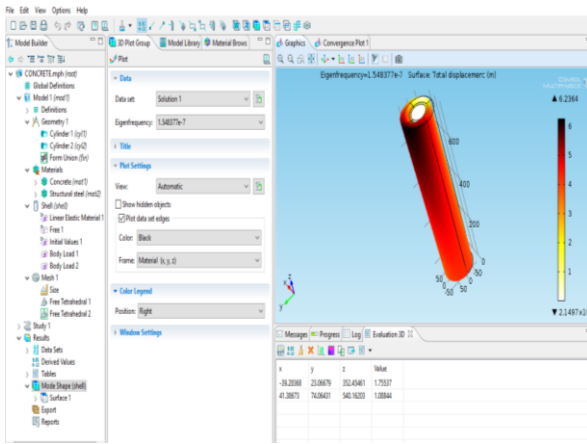 File Edit View Options Help
Model Builder
CONCRETE.mph (root)
Global Definitions
Model 1 (mod1)
Definitions
Geometry 1
Cylinder 1 (cyl1)
Cylinder 2 (cyl2)
Form Union (fin)
Materials
Concrete (mat1)
Structural steel (mat2)
Shell (shell)
Linear Elastic Material 1
Free 1
Initial Values 1
Body Load 1
Body Load 2
Mesh 1
Size
Free Tetrahedral 1
Free Tetrahedral 2
Study 1
Results
Data Sets
Derived Values
Tables
Mode Shape (shell)
Surface 1
Export
Reports
3D Plot Group Model Library Material Brows
Plot
Data
Data set: Solution 1
Eigenfrequency: 1.548377e-7
Title
Plot Settings
View: Automatic
Show hidden objects
Plot data set edges
Color: Black
Frame: Material (x, y, z)
Color Legend
Position: Right
Window Settings
Graphics Convergence Plot 1
Eigenfrequency=1.548377e-7 Surface: Total displacement (m)
▲ 6.2364
6
5
4
3
2
1
600
400
200
0
50
0
-50
50
0
-50
z
x
y
Messages Progress Log Evaluation 3D
x y z Value
-39.20368 23.06679 352.45461 1.75537
41.30673 74.06431 540.16203 1.08844